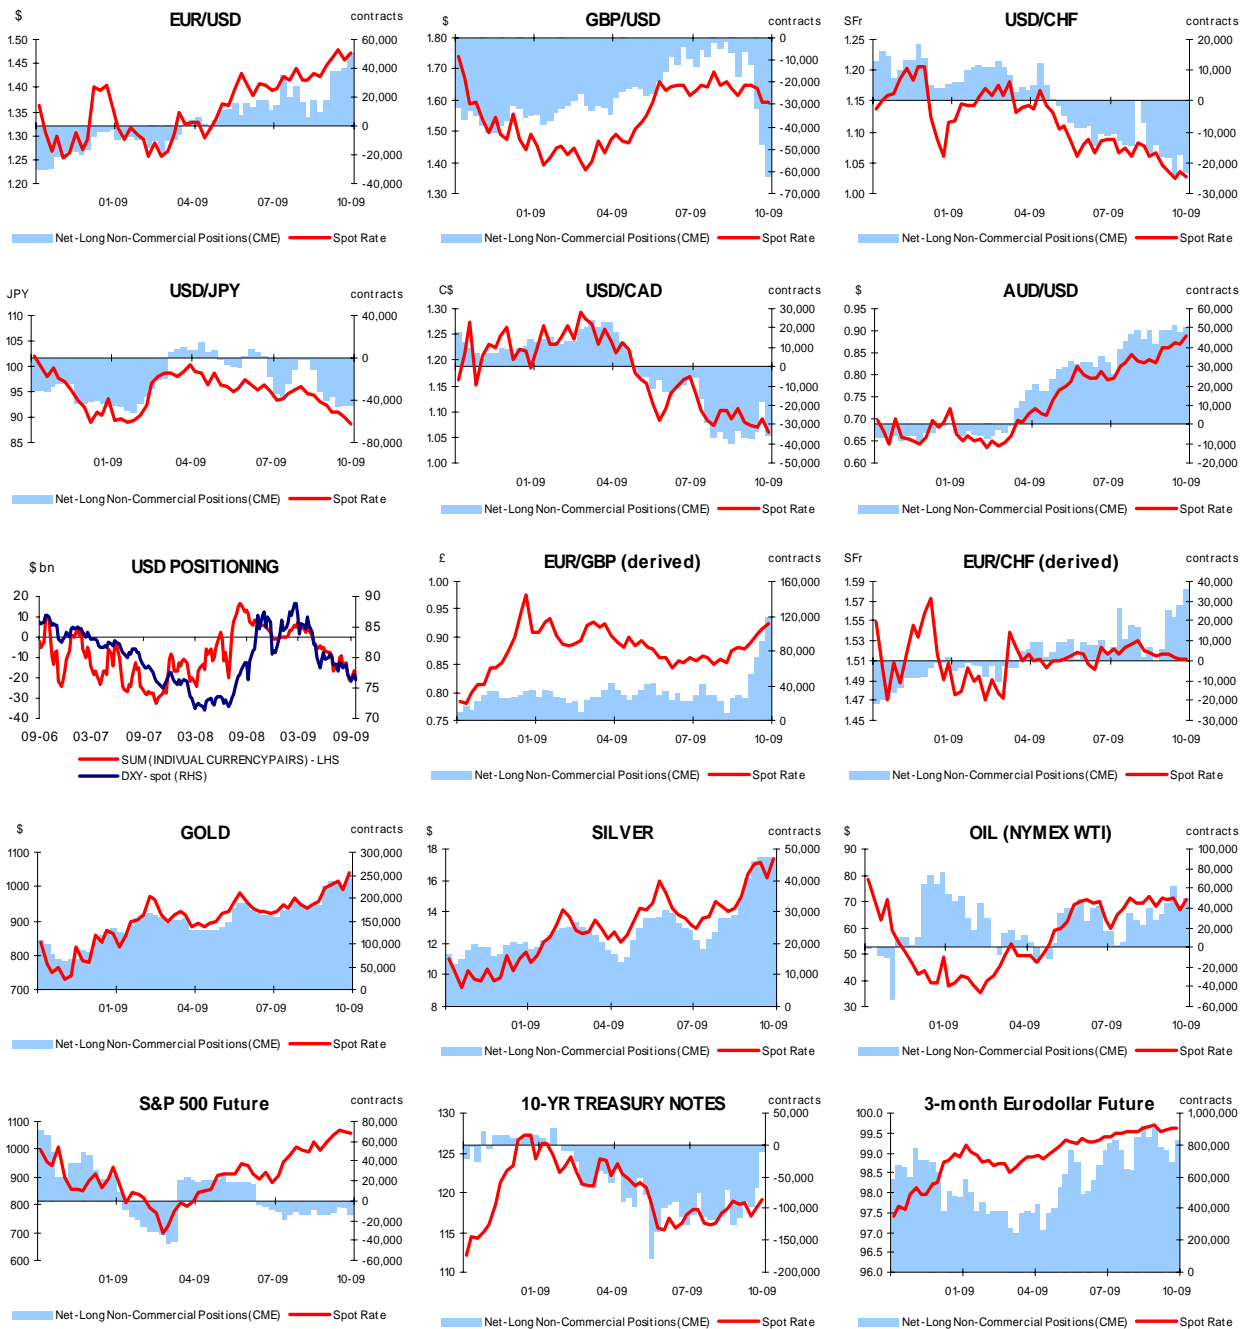 $ EUR/USD contracts
1.50 60,000
1.45 40,000
1.40 20,000
1.35 0
1.30 -20,000
1.25 -40,000
1.20
01-09 04-09 07-09 10-09
Net-Long Non-Commercial Positions (CME) Spot Rate
$ GBP/USD contracts
1.80 0
1.70 -10,000
1.60 -20,000
1.50 -30,000
1.40 -40,000
1.30 -50,000
-60,000
-70,000
01-09 04-09 07-09 10-09
Net-Long Non-Commercial Positions (CME) Spot Rate
SFr USD/CHF contracts
1.25 20,000
1.20 10,000
1.15 0
1.10 -10,000
1.05 -20,000
1.00 -30,000
01-09 04-09 07-09 10-09
Net-Long Non-Commercial Positions (CME) Spot Rate
JPY USD/JPY contracts
110 40,000
105 0
100 -40,000
95 -80,000
90
85
01-09 04-09 07-09 10-09
Net-Long Non-Commercial Positions (CME) Spot Rate
C$ USD/CAD contracts
1.30 30,000
1.25 20,000
1.20 10,000
1.15 0
1.10 -10,000
1.05 -20,000
1.00 -30,000
-40,000
-50,000
01-09 04-09 07-09 10-09
Net-Long Non-Commercial Positions (CME) Spot Rate
$ AUD/USD contracts
0.95 60,000
0.90 50,000
0.85 40,000
0.80 30,000
0.75 20,000
0.70 10,000
0.65 0
0.60 -10,000
-20,000
01-09 04-09 07-09 10-09
Net-Long Non-Commercial Positions (CME) Spot Rate
$ bn USD POSITIONING
20 90
10 85
0 80
-10 75
-20 70
-30
-40
09-06 03-07 09-07 03-08 09-08 03-09 09-09
SUM (INDIVUAL CURRENCY PAIRS) - LHS
DXY - spot (RHS)
£ EUR/GBP (derived) contracts
1.00 160,000
0.95 120,000
0.90 80,000
0.85 40,000
0.80 0
0.75
01-09 04-09 07-09 10-09
Net-Long Non-Commercial Positions (CME) Spot Rate
SFr EUR/CHF (derived) contracts
1.59 40,000
1.57 30,000
1.55 20,000
1.53 10,000
1.51 0
1.49 -10,000
1.47 -20,000
1.45 -30,000
01-09 04-09 07-09 10-09
Net-Long Non-Commercial Positions (CME) Spot Rate
$ GOLD contracts
1100 300,000
1000 250,000
900 200,000
800 150,000
700 100,000
50,000
0
01-09 04-09 07-09 10-09
Net-Long Non-Commercial Positions (CME) Spot Rate
$ SILVER contracts
18 50,000
16 40,000
14 30,000
12 20,000
10 10,000
8 0
01-09 04-09 07-09 10-09
Net-Long Non-Commercial Positions (CME) Spot Rate
$ OIL (NYMEX WTI) contracts
90 100,000
80 80,000
70 60,000
60 40,000
50 20,000
40 0
30 -20,000
-40,000
-60,000
01-09 04-09 07-09 10-09
Net-Long Non-Commercial Positions (CME) Spot Rate
S&P 500 Future contracts
1100 80,000
1000 60,000
900 40,000
800 20,000
700 0
600 -20,000
-40,000
-60,000
01-09 04-09 07-09 10-09
Net-Long Non-Commercial Positions (CME) Spot Rate
10-YR TREASURY NOTES contracts
130 50,000
125 0
120 -50,000
115 -100,000
110 -150,000
-200,000
01-09 04-09 07-09 10-09
Net-Long Non-Commercial Positions (CME) Spot Rate
3-month Eurodollar Future contracts
100.0 1,000,000
99.5 800,000
99.0 600,000
98.5 400,000
98.0 200,000
97.5 0
97.0
96.5
96.0
01-09 04-09 07-09 10-09
Net-Long Non-Commercial Positions (CME) Spot Rate